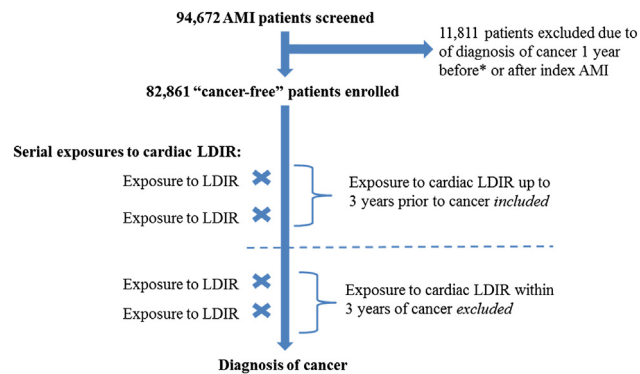 94,672 AMI patients screened
11,811 patients excluded due to
of diagnosis of cancer 1 year
before* or after index AMI
82,861 “cancer-free” patients enrolled
Serial exposures to cardiac LDIR:
Exposure to LDIR
Exposure to LDIR
Exposure to cardiac LDIR up to
3 years prior to cancer included
Exposure to LDIR
Exposure to LDIR
Exposure to cardiac LDIR within
3 years of cancer excluded
Diagnosis of cancer